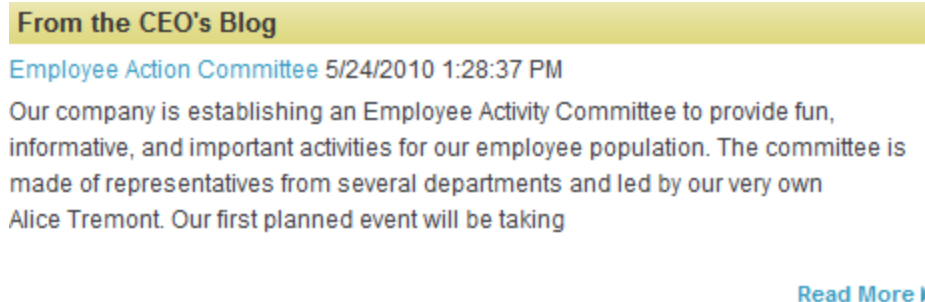 From the CEO's Blog
Employee Action Committee 5/24/2010 1:28:37 PM
Our company is establishing an Employee Activity Committee to provide fun,
informative, and important activities for our employee population. The committee is
made of representatives from several departments and led by our very own
Alice Tremont. Our first planned event will be taking
Read More